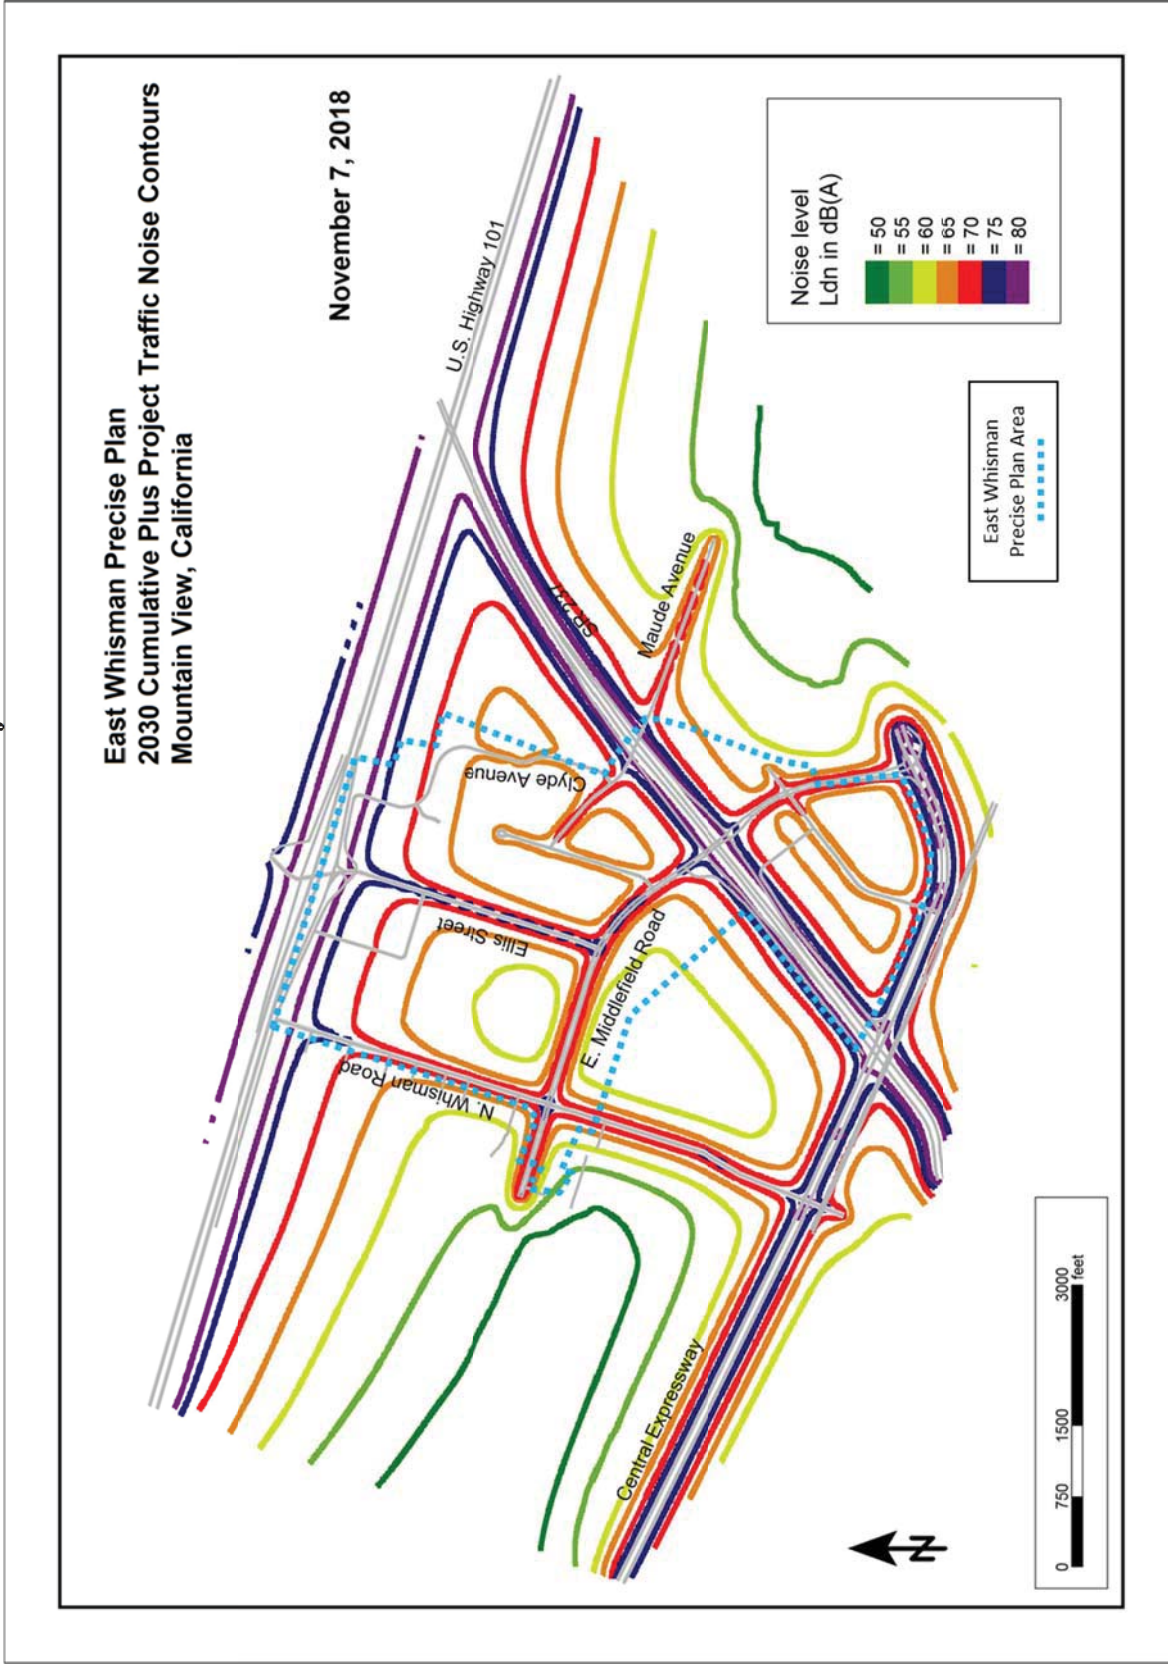 East Whisman Precise Plan
2030 Cumulative Plus Project Traffic Noise Contours
Mountain View, California
November 7, 2018
U.S. Highway 101
SR 237
Maude Avenue
Clyde Avenue
Ellis Street
E. Middlefield Road
N. Whisman Road
Central Expressway
Noise level
Ldn in dB(A)
= 50
= 55
= 60
= 65
= 70
= 75
= 80
East Whisman
Precise Plan Area
N
0 750 1500 3000
feet